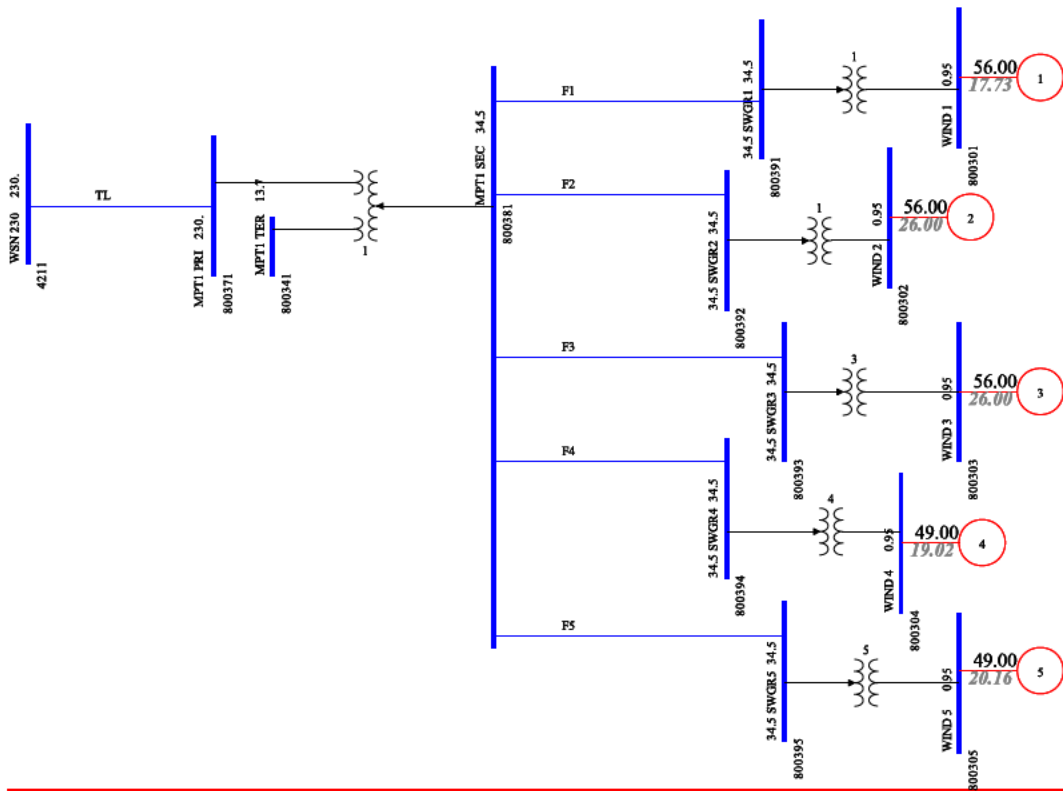 WSN 230 230.
4211
TL
MPT1 PRI 230.
800371
MPT1 TER 13.7
800341
1
MPT1 SEC 34.5
800381
F1
34.5 SWGR1 34.5
800391
1
0.95
WIND 1
800301
56.00
17.73
1
F2
34.5 SWGR2 34.5
800392
1
0.95
WIND 2
800302
56.00
26.00
2
F3
34.5 SWGR3 34.5
800393
3
0.95
WIND 3
800303
56.00
26.00
3
F4
34.5 SWGR4 34.5
800394
4
0.95
WIND 4
800304
49.00
19.02
4
F5
34.5 SWGR5 34.5
800395
5
0.95
WIND 5
800305
49.00
20.16
5